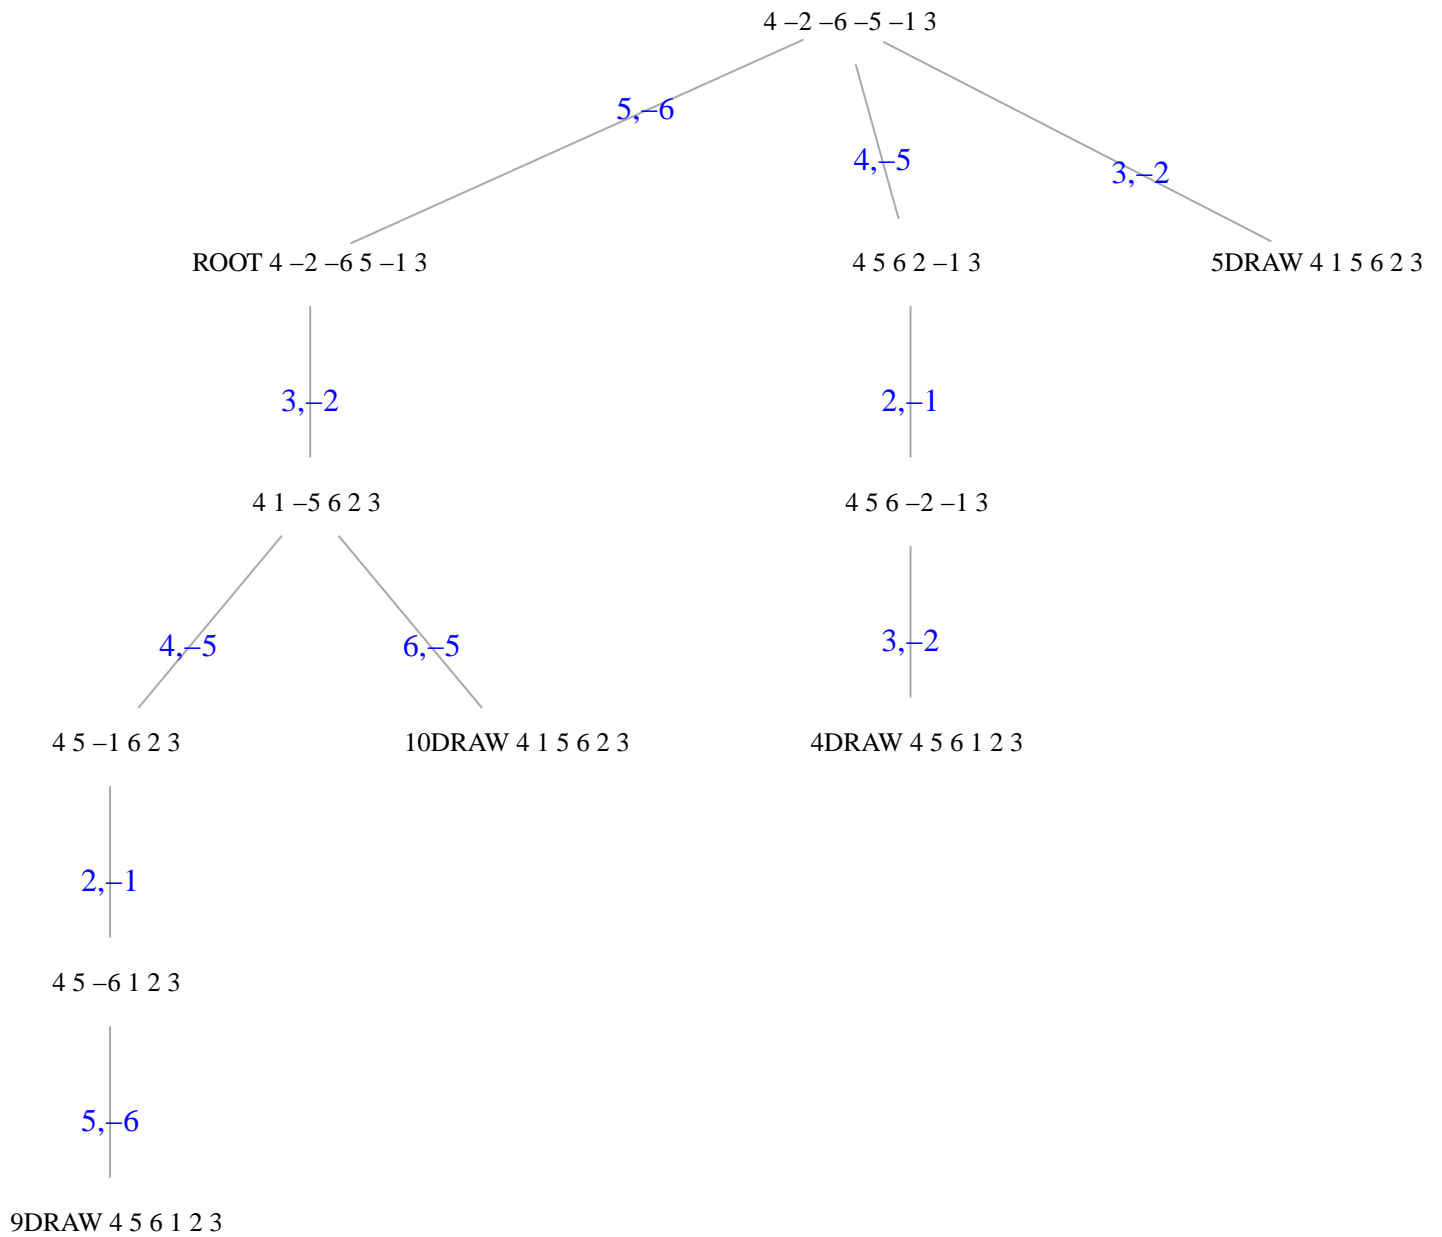 4 –2 –6 –5 –1 3
5,–6
4,–5
3,–2
ROOT 4 –2 –6 5 –1 3
4 5 6 2 –1 3
5DRAW 4 1 5 6 2 3
3,–2
2,–1
4 1 –5 6 2 3
4 5 6 –2 –1 3
4,–5
6,–5
3,–2
4 5 –1 6 2 3
10DRAW 4 1 5 6 2 3
4DRAW 4 5 6 1 2 3
2,–1
4 5 –6 1 2 3
5,–6
9DRAW 4 5 6 1 2 3